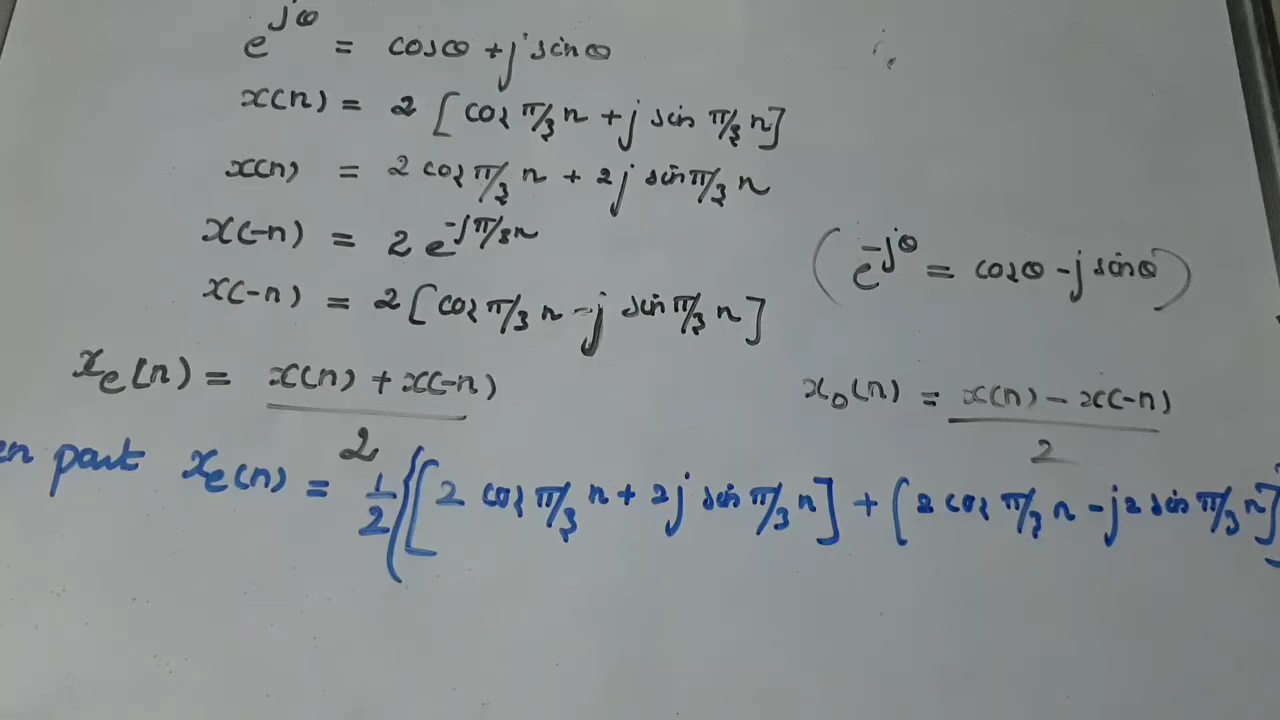 e^{jθ} = cosθ + j sinθ
x(n) = 2 [cos π/3 n + j sin π/3 n]
x(n) = 2 cos π/3 n + 2j sin π/3 n
x(-n) = 2 e^{-jπ/3 n}
(e^{-jθ} = cosθ - j sinθ)
x(-n) = 2 [cos π/3 n - j sin π/3 n]
x_e(n) = x(n) + x(-n) / 2
x_o(n) = x(n) - x(-n) / 2
en part x_e(n) = 1/2 {[2 cos π/3 n + 2j sin π/3 n] + [2 cos π/3 n - j2 sin π/3 n]